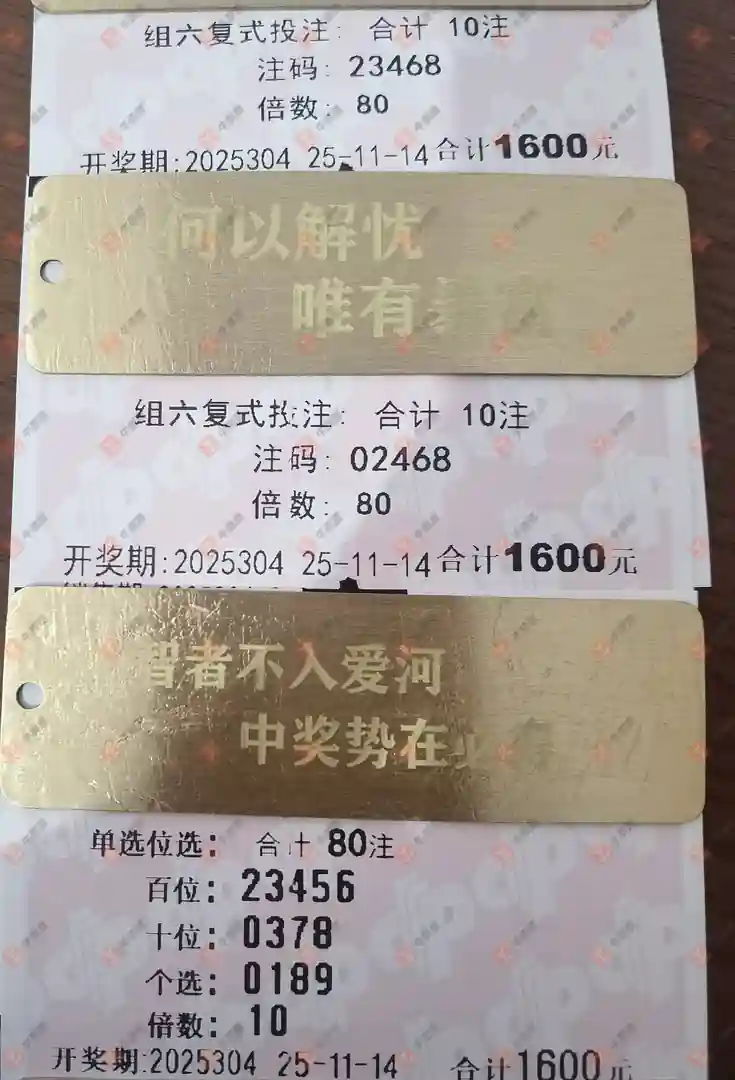 组六复式投注: 合计 10注
注码: 23468
倍数: 80
开奖期:2025304 25-11-14 合计1600元
何以解忧
唯有
组六复式投注: 合计 10注
注码: 02468
倍数: 80
开奖期:2025304 25-11-14 合计1600元
智者不入爱河
中奖势在必
单选位选: 合计 80注
百位: 23456
十位: 0378
个选: 0189
倍数: 10
开奖期:2025304 25-11-14 合计1600元